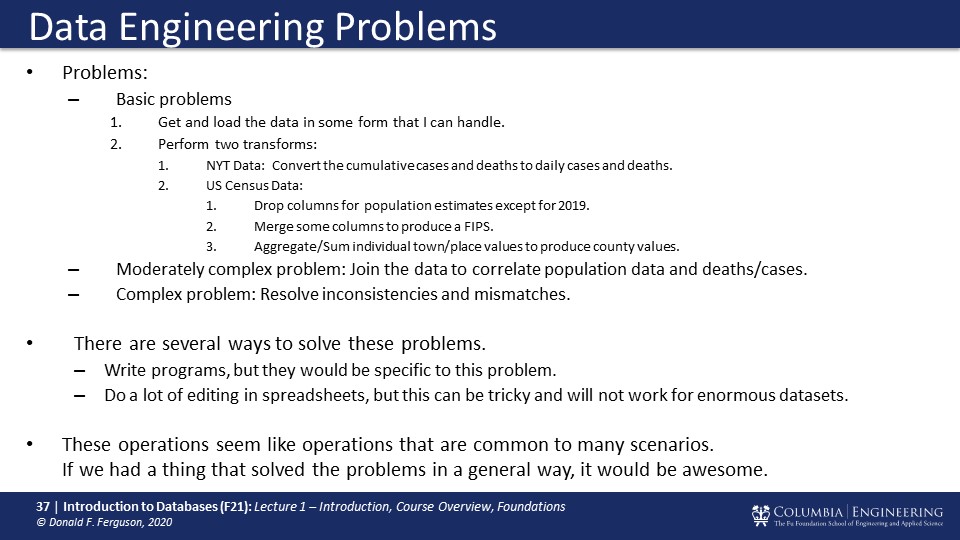 Data Engineering Problems
• Problems:
– Basic problems
1. Get and load the data in some form that I can handle.
2. Perform two transforms:
1. NYT Data: Convert the cumulative cases and deaths to daily cases and deaths.
2. US Census Data:
1. Drop columns for population estimates except for 2019.
2. Merge some columns to produce a FIPS.
3. Aggregate/Sum individual town/place values to produce county values.
– Moderately complex problem: Join the data to correlate population data and deaths/cases.
– Complex problem: Resolve inconsistencies and mismatches.
• There are several ways to solve these problems.
– Write programs, but they would be specific to this problem.
– Do a lot of editing in spreadsheets, but this can be tricky and will not work for enormous datasets.
• These operations seem like operations that are common to many scenarios.
If we had a thing that solved the problems in a general way, it would be awesome.
37 | Introduction to Databases (F21): Lecture 1 – Introduction, Course Overview, Foundations
© Donald F. Ferguson, 2020
COLUMBIA | ENGINEERING
The Fu Foundation School of Engineering and Applied Science